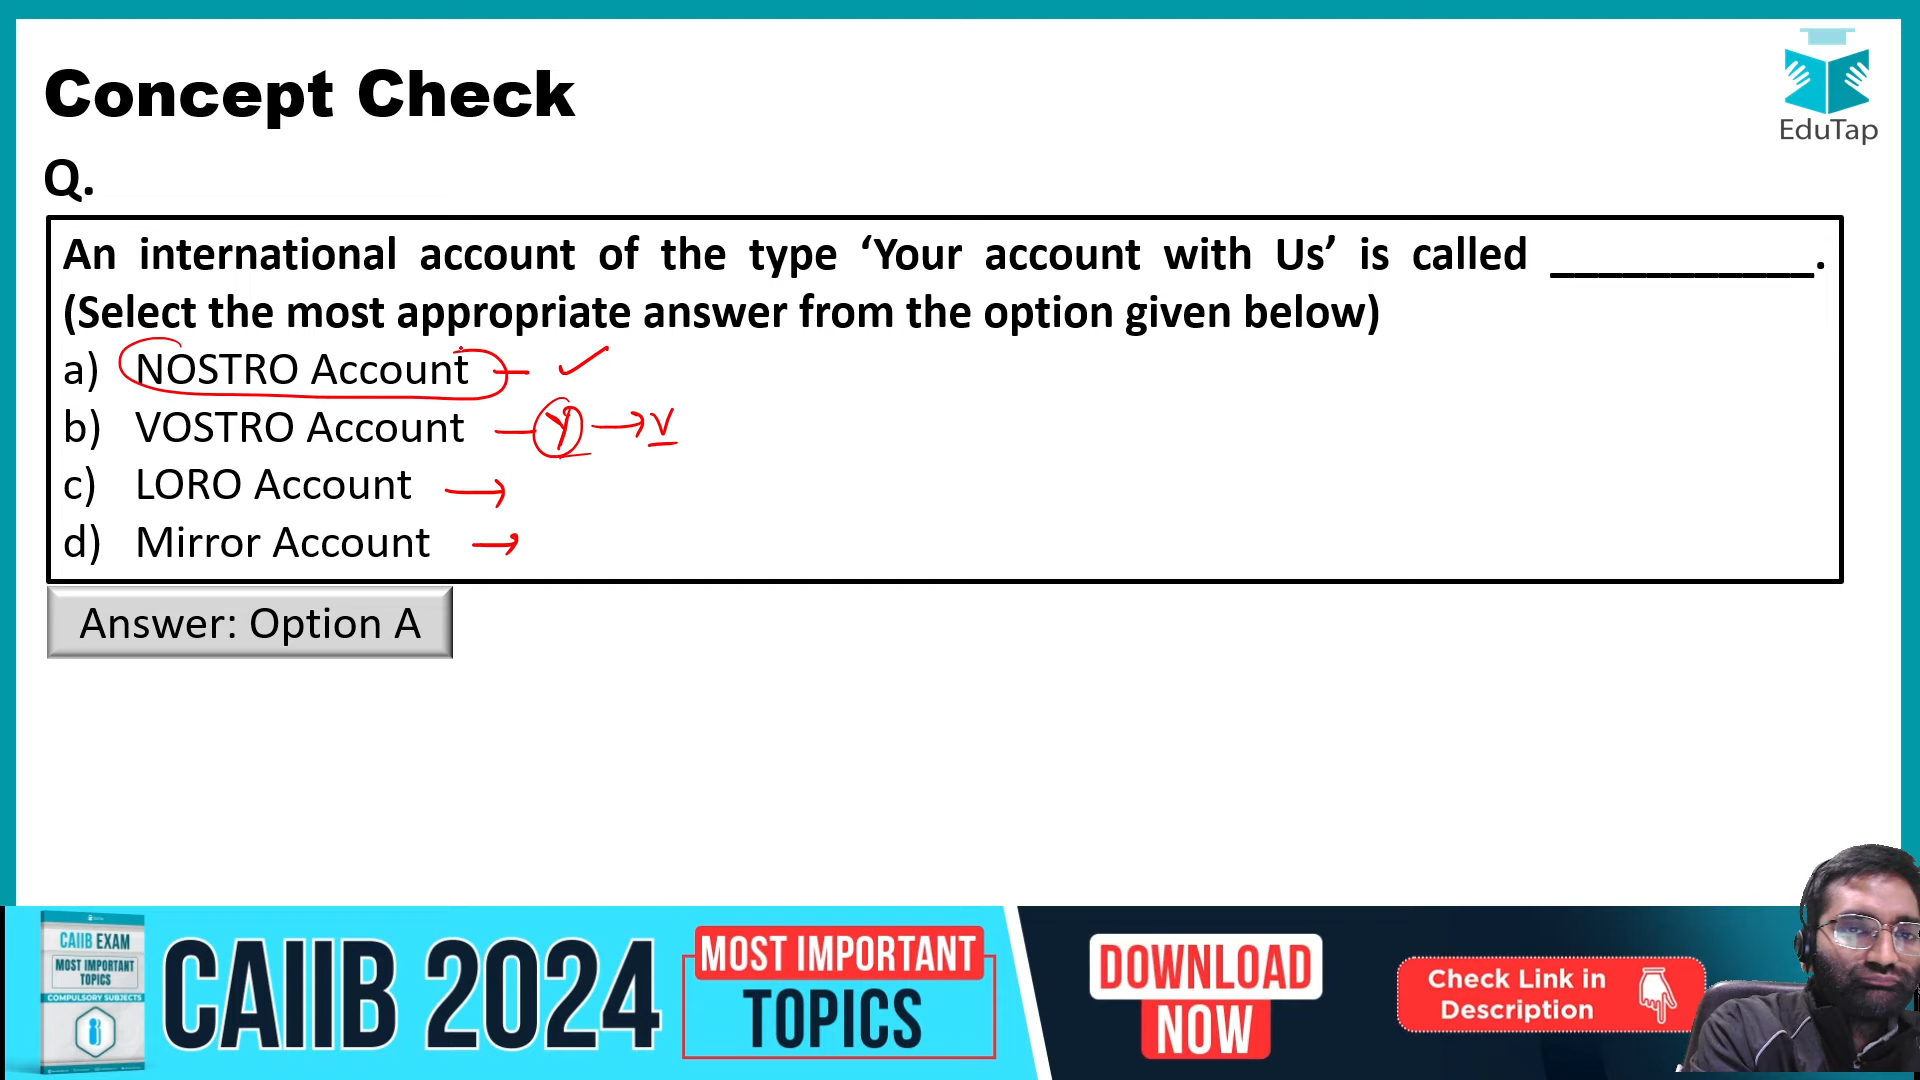 Concept Check
EduTap
Q.
An international account of the type ‘Your account with Us’ is called ___________.
(Select the most appropriate answer from the option given below)
a) NOSTRO Account
b) VOSTRO Account Y V
c) LORO Account
d) Mirror Account
Answer: Option A
CAIIB EXAM
MOST IMPORTANT
TOPICS
COMPULSORY SUBJECTS
CAIIB 2024
MOST IMPORTANT
TOPICS
DOWNLOAD
NOW
Check Link in
Description